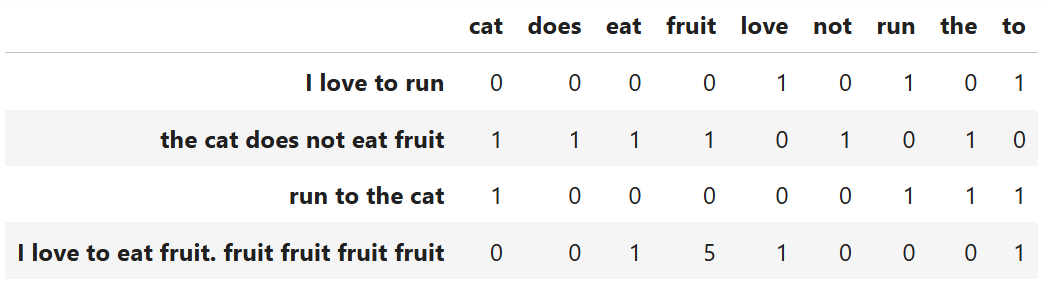 cat does eat fruit love not run the to
I love to run 0 0 0 0 1 0 1 0 1
the cat does not eat fruit 1 1 1 1 0 1 0 1 0
run to the cat 1 0 0 0 0 0 1 1 1
I love to eat fruit. fruit fruit fruit fruit 0 0 1 5 1 0 0 0 1